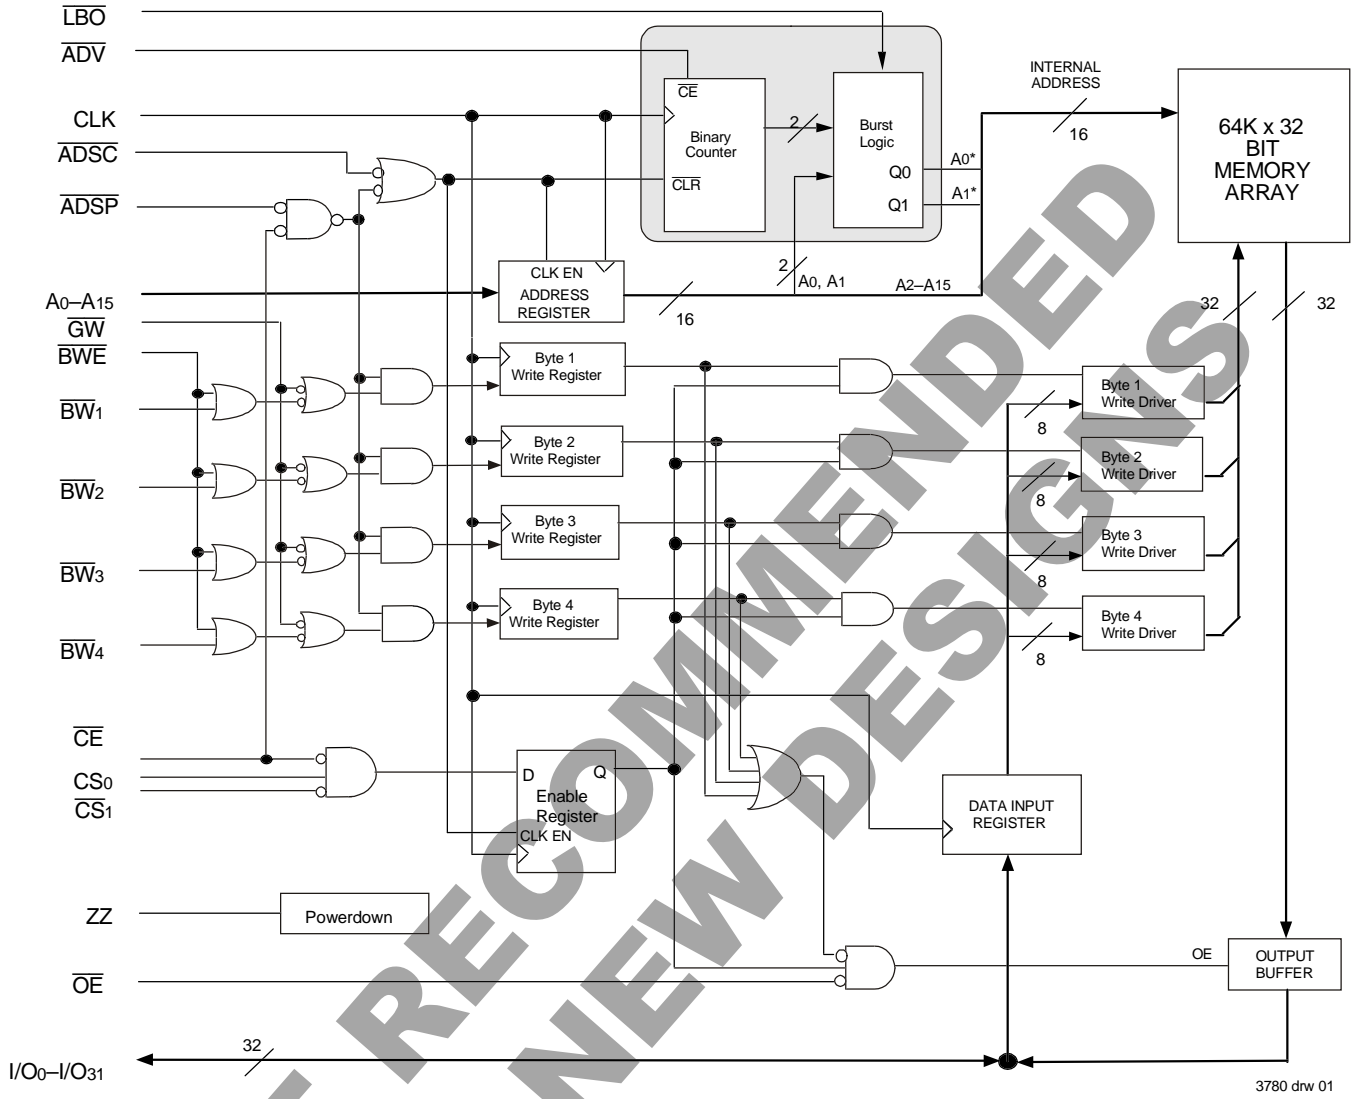 LBO
ADV
CLK
ADSC
ADSP
A0–A15
GW
BWE
BW1
BW2
BW3
BW4
CE
CS0
CS1
ZZ
OE
I/O0–I/O31
CE
Binary
Counter
CLR
2
Burst
Logic
Q0
Q1
A0*
A1*
INTERNAL
ADDRESS
16
64K x 32
BIT
MEMORY
ARRAY
CLK EN
ADDRESS
REGISTER
16
2
A0, A1
A2–A15
32
32
Byte 1
Write Register
Byte 2
Write Register
Byte 3
Write Register
Byte 4
Write Register
8
Byte 1
Write Driver
8
Byte 2
Write Driver
8
Byte 3
Write Driver
8
Byte 4
Write Driver
D
Q
Enable
Register
CLK EN
DATA INPUT
REGISTER
Powerdown
OE
OUTPUT
BUFFER
32
3780 drw 01
RECOMMENDED
NEW DESIGNS